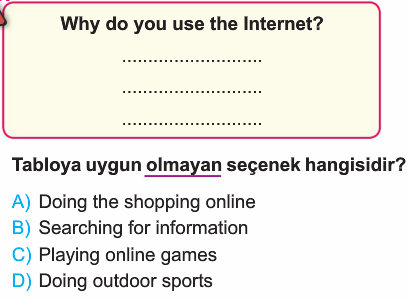 Why do you use the Internet?
...........................
...........................
...........................
Tabloya uygun olmayan seçenek hangisidir?
A) Doing the shopping online
B) Searching for information
C) Playing online games
D) Doing outdoor sports